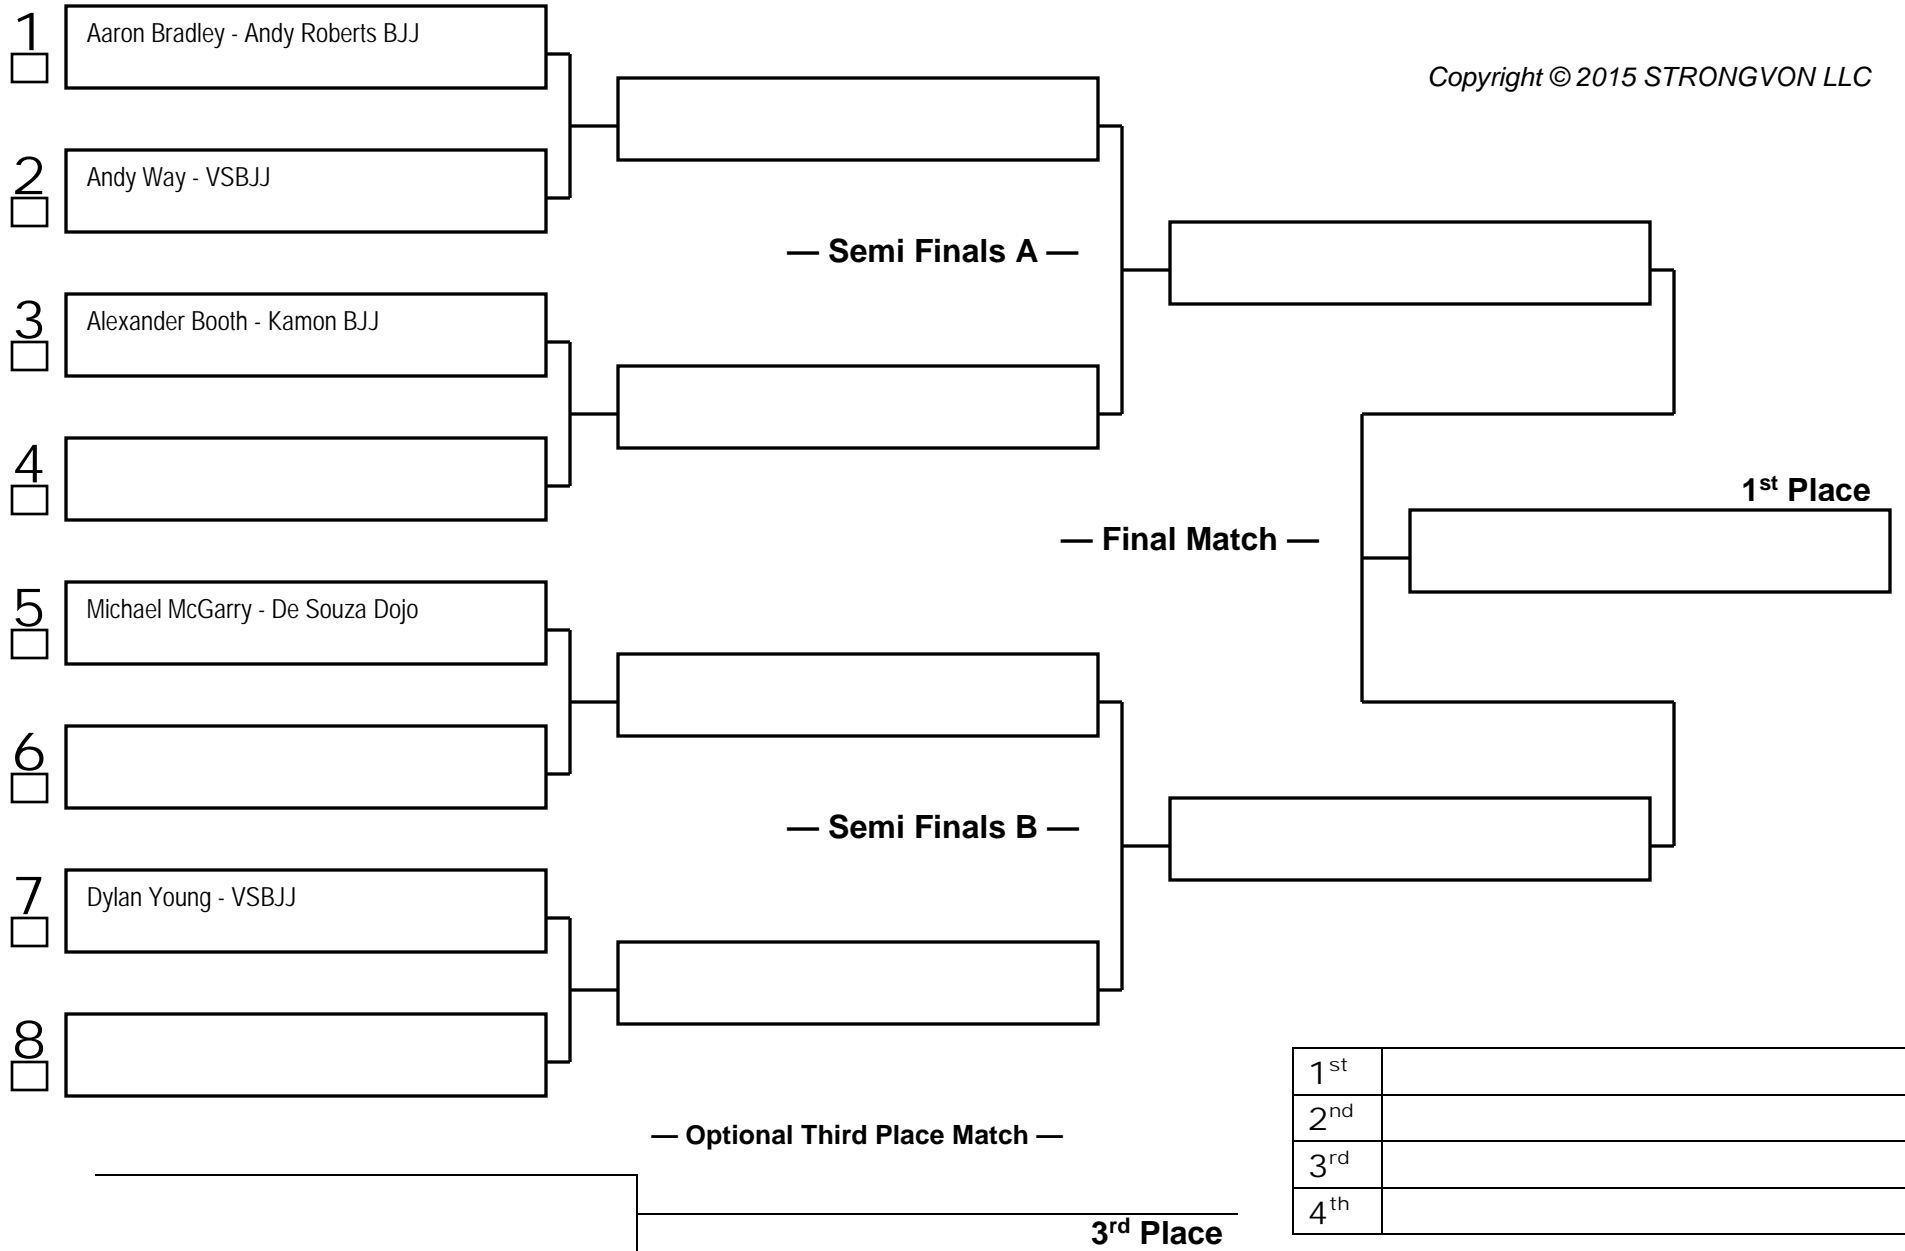 1
Aaron Bradley - Andy Roberts BJJ
Copyright © 2015 STRONGVON LLC
2
Andy Way - VSBJJ
— Semi Finals A —
3
Alexander Booth - Kamon BJJ
4
1st Place
— Final Match —
5
Michael McGarry - De Souza Dojo
6
— Semi Finals B —
7
Dylan Young - VSBJJ
8
— Optional Third Place Match —
3rd Place
1st
2nd
3rd
4th